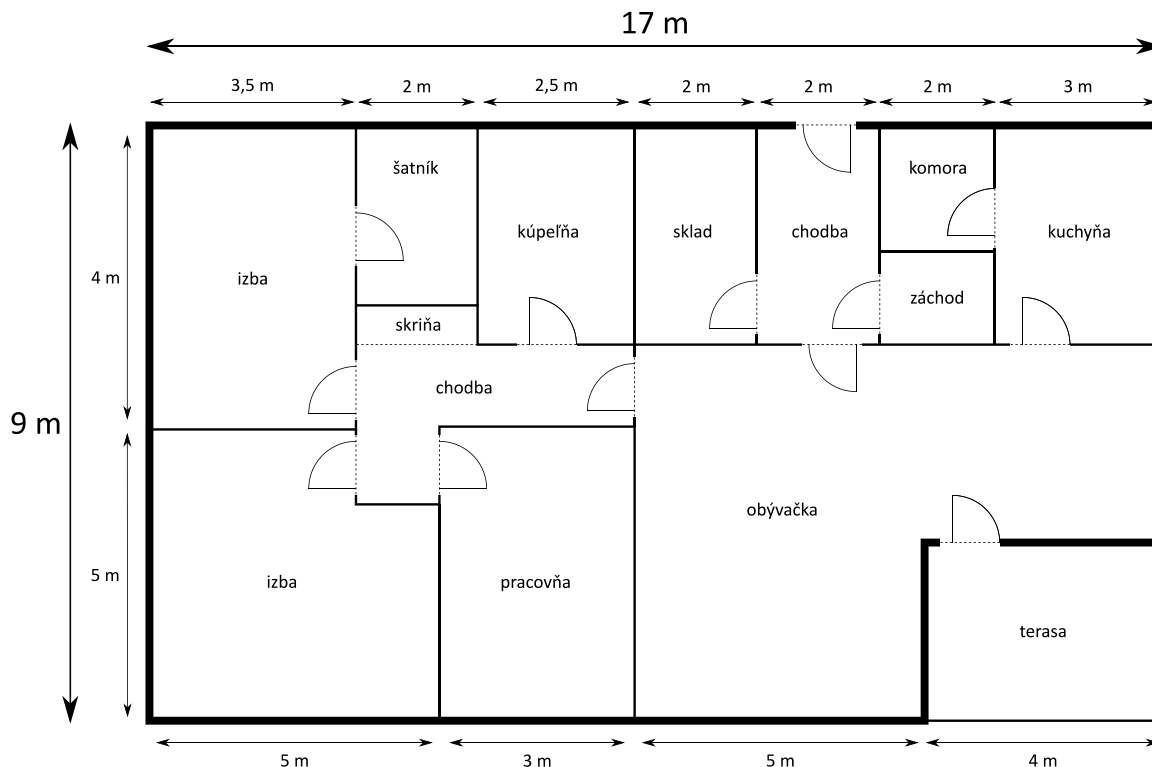 17 m
3,5 m
2 m
2,5 m
2 m
2 m
2 m
3 m
šatník
komora
kúpeľňa
sklad
chodba
kuchyňa
4 m
izba
záchod
skriňa
chodba
9 m
obývačka
5 m
izba
pracovňa
terasa
5 m
3 m
5 m
4 m